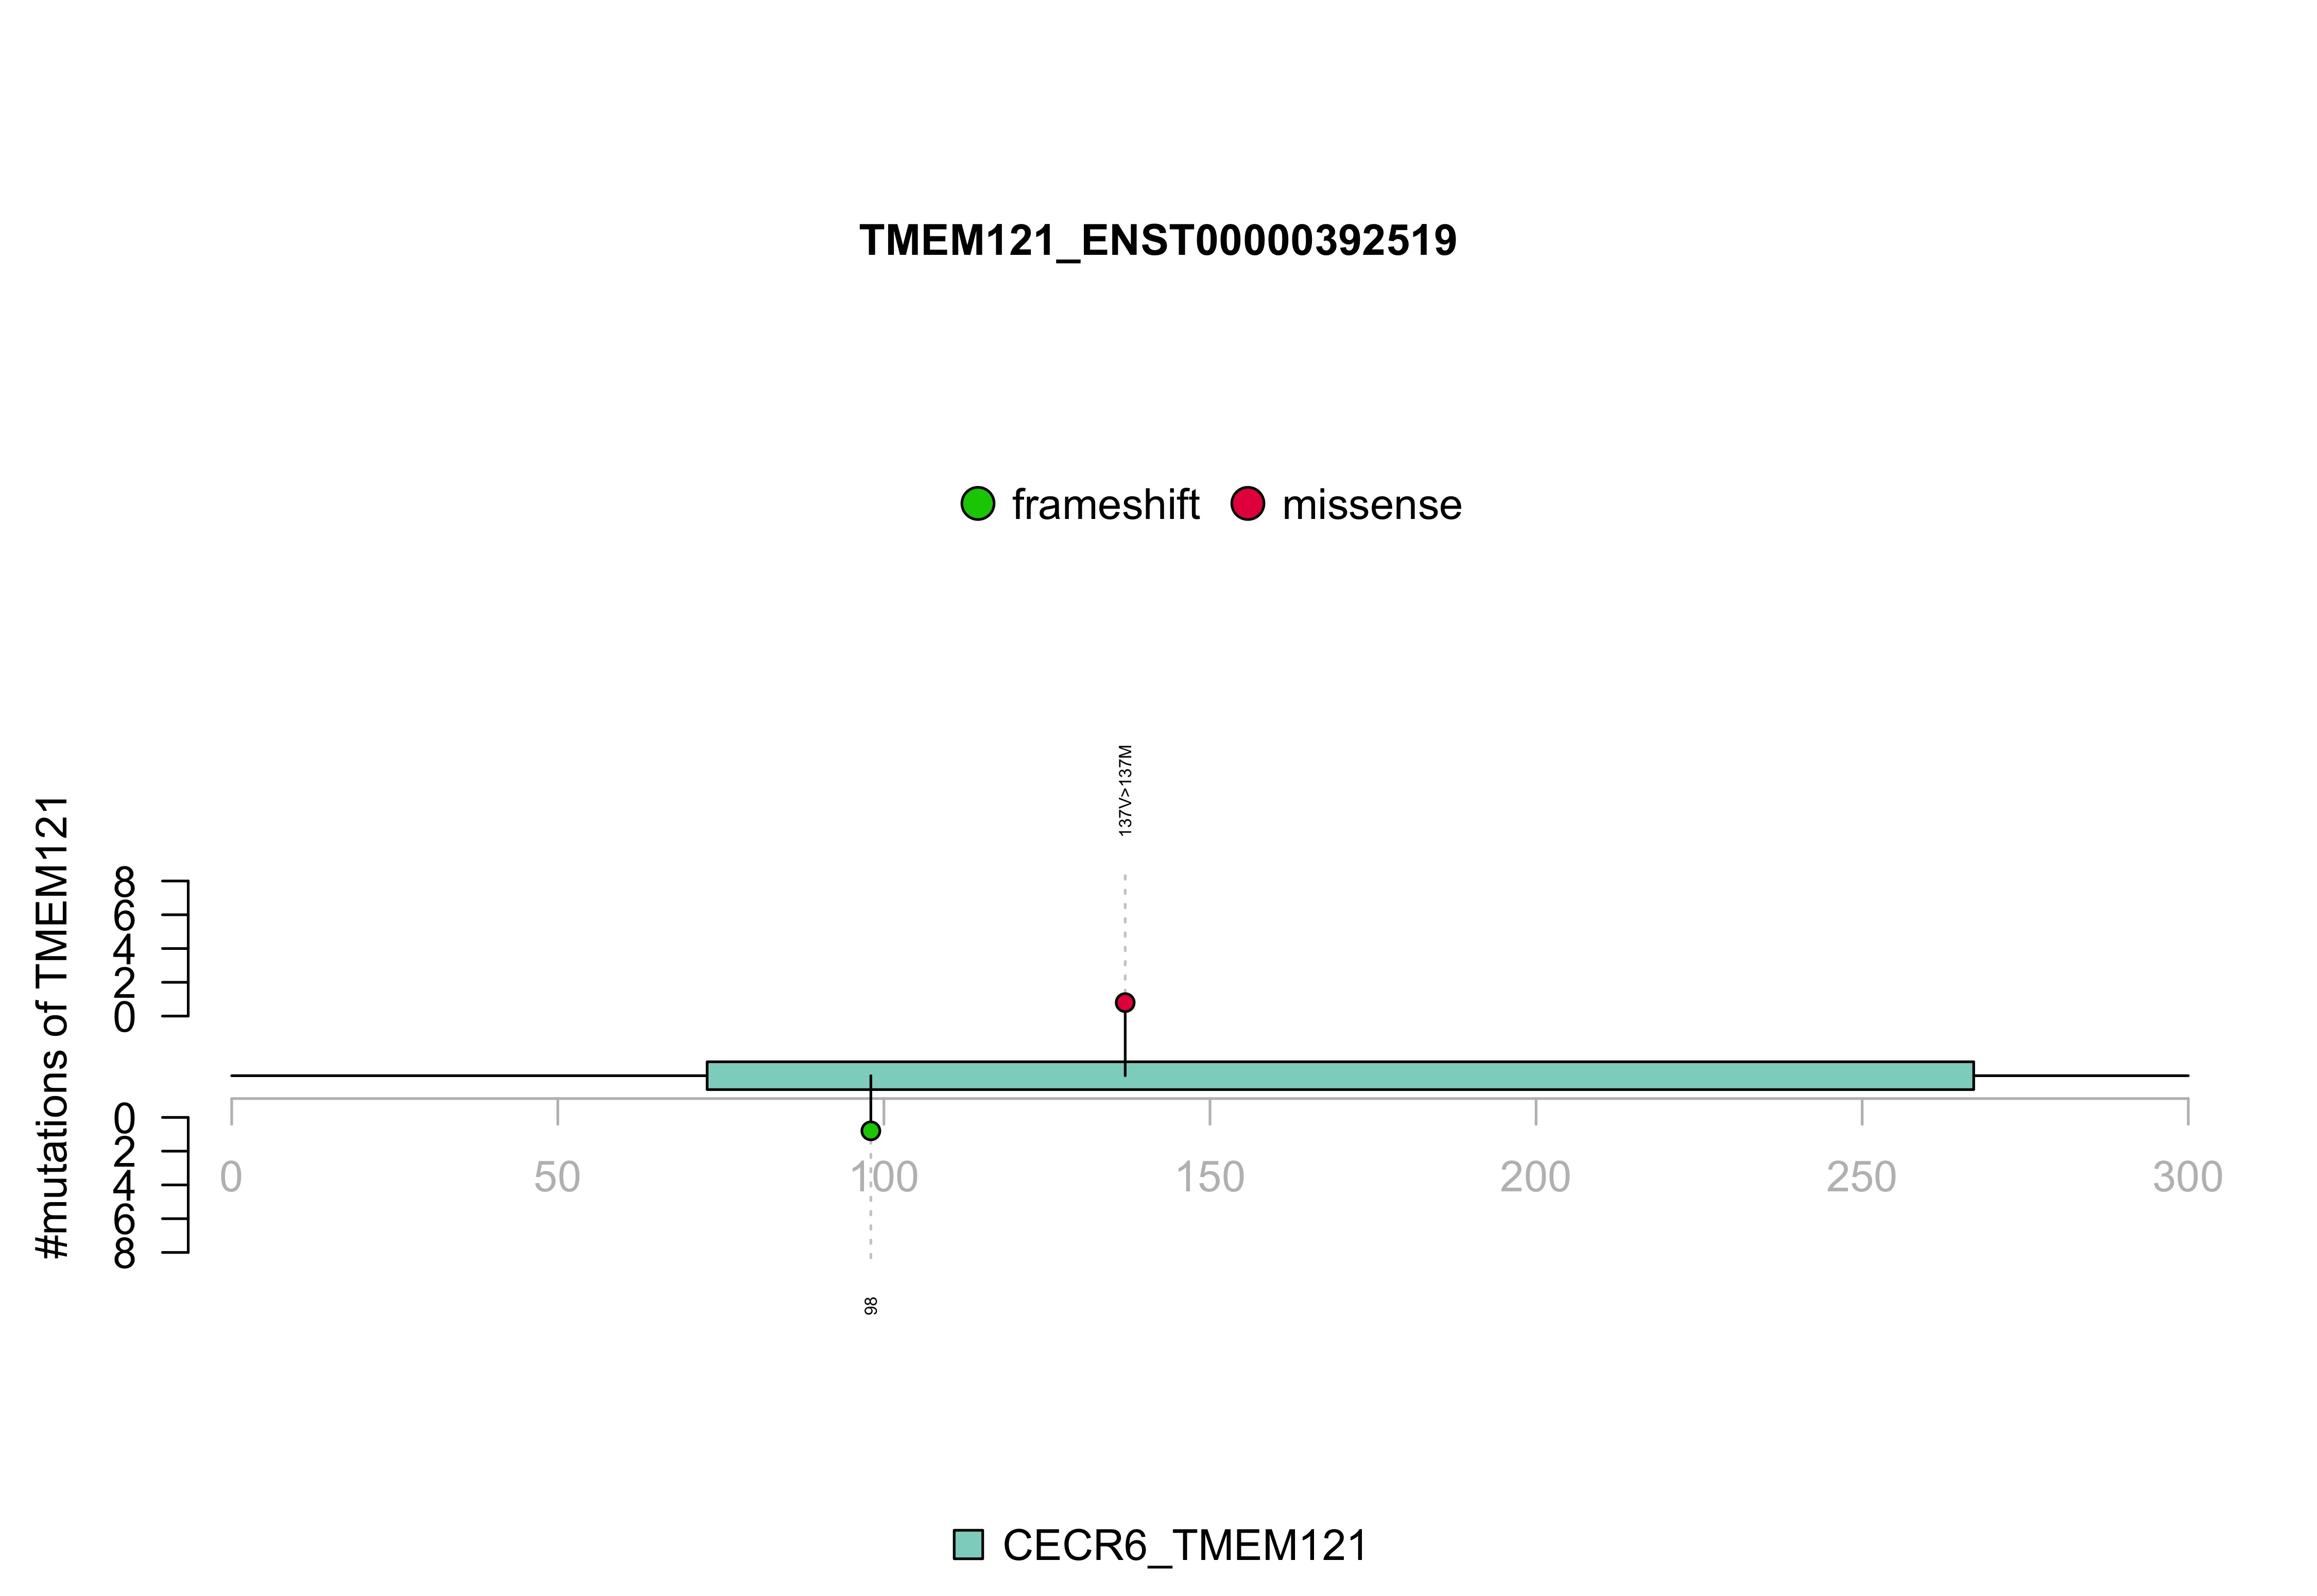 TMEM121_ENST00000392519
frameshift missense
137V>137M
#mutations of TMEM121
8
6
4
2
0
0
2
4
6
8
0 50 100 150 200 250 300
98
CECR6_TMEM121